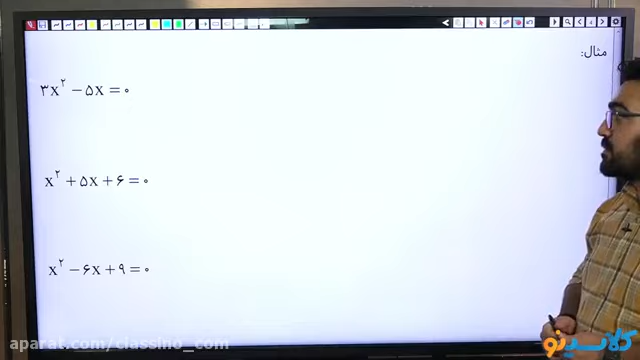 مثال:
۳x² − ۵x = ۰
x² + ۵x + ۶ = ۰
x² − ۶x + ۹ = ۰
aparat.com/classino_com
کلاسینو